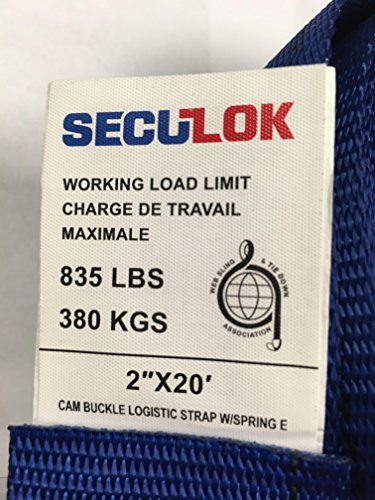 SECULOK
WORKING LOAD LIMIT
CHARGE DE TRAVAIL
MAXIMALE
835 LBS
380 KGS
WEB SLING & TIE DOWN
ASSOCIATION
2"X20'
CAM BUCKLE LOGISTIC STRAP W/SPRING E